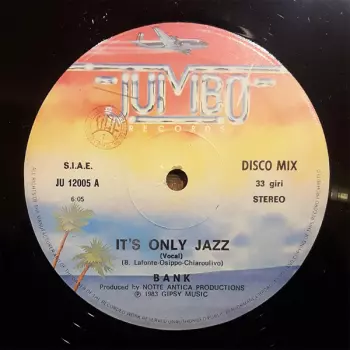 JUMBO
RECORDS
S.I.A.E.
DISCO MIX
JU 12005 A
33 giri
6:05
STEREO
IT'S ONLY JAZZ
(Vocal)
(B. Lafonte-Osippo-Chiaroolivo)
BANK
Produced by NOTTE ANTICA PRODUCTIONS
℗ 1983 GIPSY MUSIC